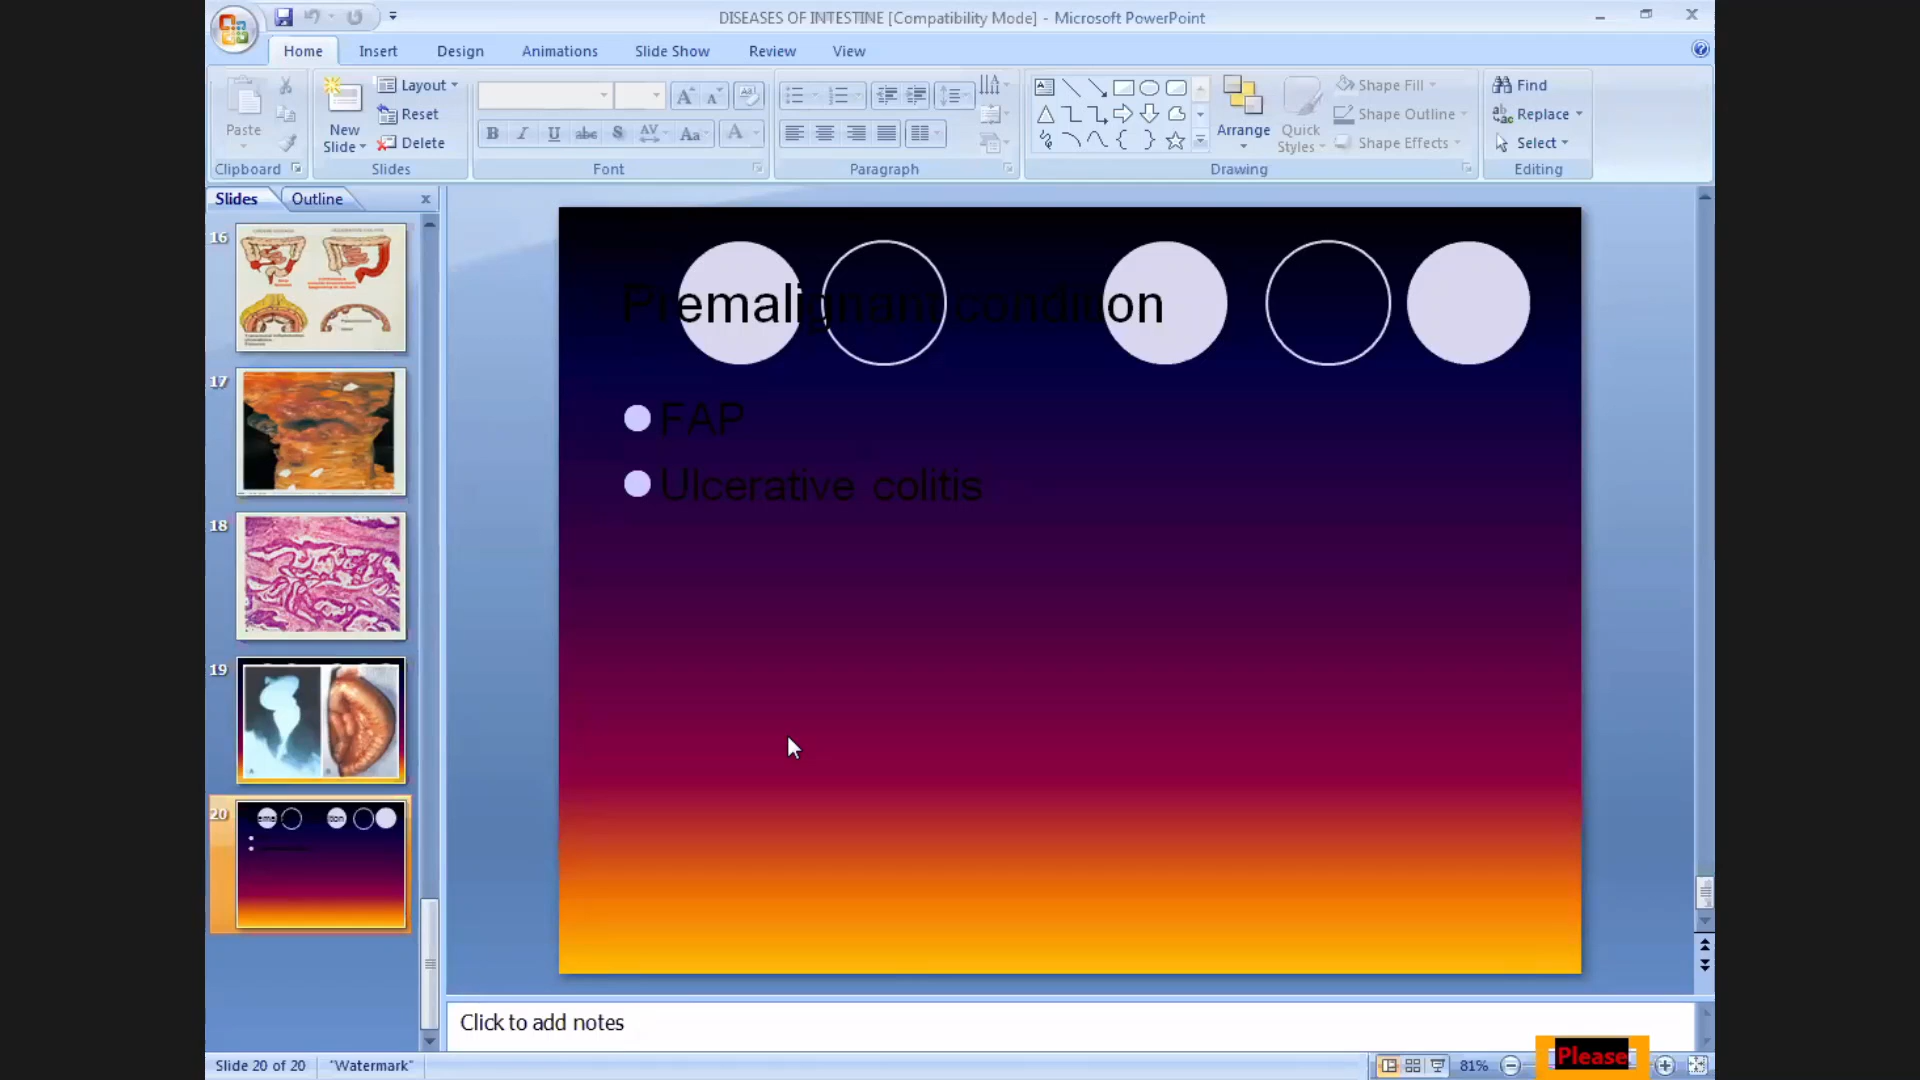 DISEASES OF INTESTINE [Compatibility Mode] - Microsoft PowerPoint
Home Insert Design Animations Slide Show Review View
Paste
Clipboard
New Slide
Layout
Reset
Delete
Slides
Font
Paragraph
Arrange
Quick Styles
Shape Fill
Shape Outline
Shape Effects
Drawing
Find
Replace
Select
Editing
Slides Outline
16
17
18
19
20
Premalignant condition
FAP
Ulcerative colitis
Click to add notes
Slide 20 of 20 "Watermark" 81%
Please